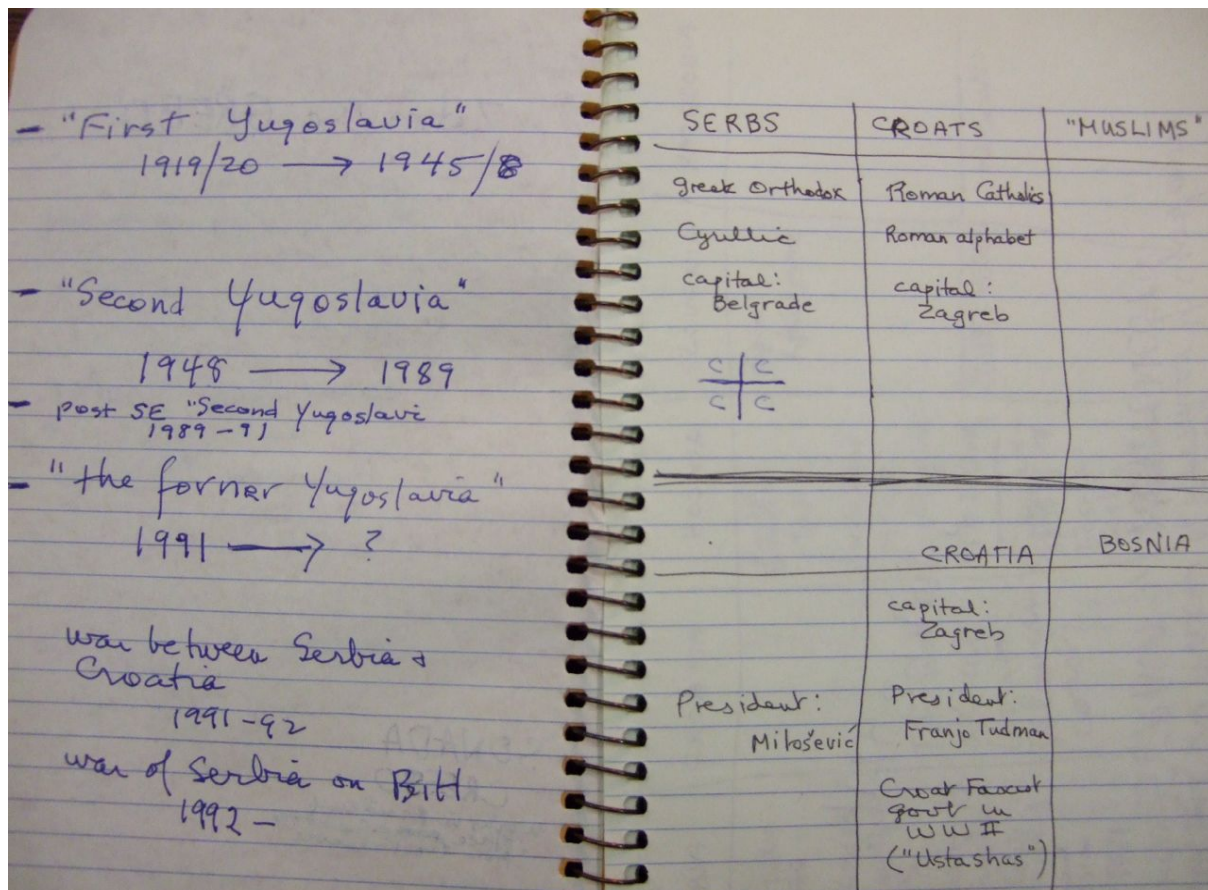 - "First Yugoslavia"
1919/20 → 1945/8
- "Second Yugoslavia"
1948 → 1989
- post SE "Second Yugoslavi
1989-91
- "the former Yugoslavia"
1991 → ?
war between Serbia &
Croatia
1991-92
war of Serbia on BiH
1992-
SERBS CROATS "MUSLIMS"
Greek Orthodox Roman Catholics
Cyrillic Roman alphabet
capital: capital:
Belgrade Zagreb
C C
C C
CROATIA BOSNIA
capital:
Zagreb
President: President:
Milošević Franjo Tudman
Croat Fascist
govt in
WW II
("Ustashas")